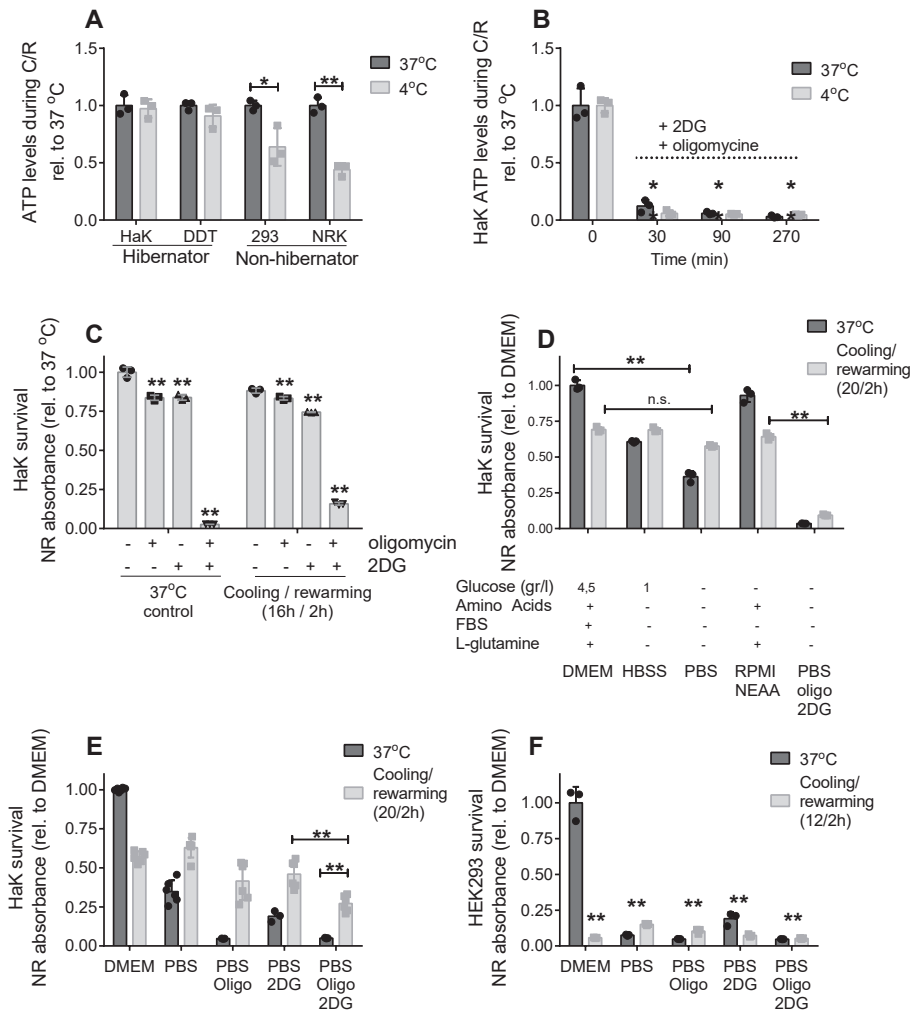 A
ATP levels during C/R
rel. to 37 °C
1.5
1.0
0.5
0.0
*
**
37°C
4°C
HaK
DDT
293
NRK
Hibernator
Non-hibernator
B
HaK ATP levels during C/R
rel. to 37 °C
1.5
1.0
0.5
0.0
+ 2DG
+ oligomycine
* * *
* * *
37°C
4°C
0
30
90
270
Time (min)
C
HaK survival
NR absorbance (rel. to 37 °C)
1.00
0.75
0.50
0.25
0.00
** ** ** ** ** **
- + - + - + - + oligomycin
- - + + - - + + 2DG
37°C
control
Cooling / rewarming
(16h / 2h)
D
HaK survival
NR absorbance (rel. to DMEM)
1.00
0.75
0.50
0.25
0.00
37°C
Cooling/
rewarming
(20/2h)
**
n.s.
**
Glucose (gr/l) 4,5 1 - - -
Amino Acids + - - + -
FBS + - - - -
L-glutamine + - - + -
DMEM HBSS PBS RPMI PBS
NEAA oligo
2DG
E
HaK survival
NR absorbance (rel. to DMEM)
1.00
0.75
0.50
0.25
0.00
37°C
Cooling/
rewarming
(20/2h)
**
**
DMEM PBS PBS PBS PBS
Oligo 2DG Oligo
2DG
F
HEK293 survival
NR absorbance (rel. to DMEM)
1.00
0.75
0.50
0.25
0.00
37°C
Cooling/
rewarming
(12/2h)
** ** ** ** **
DMEM PBS PBS PBS PBS
Oligo 2DG Oligo
2DG